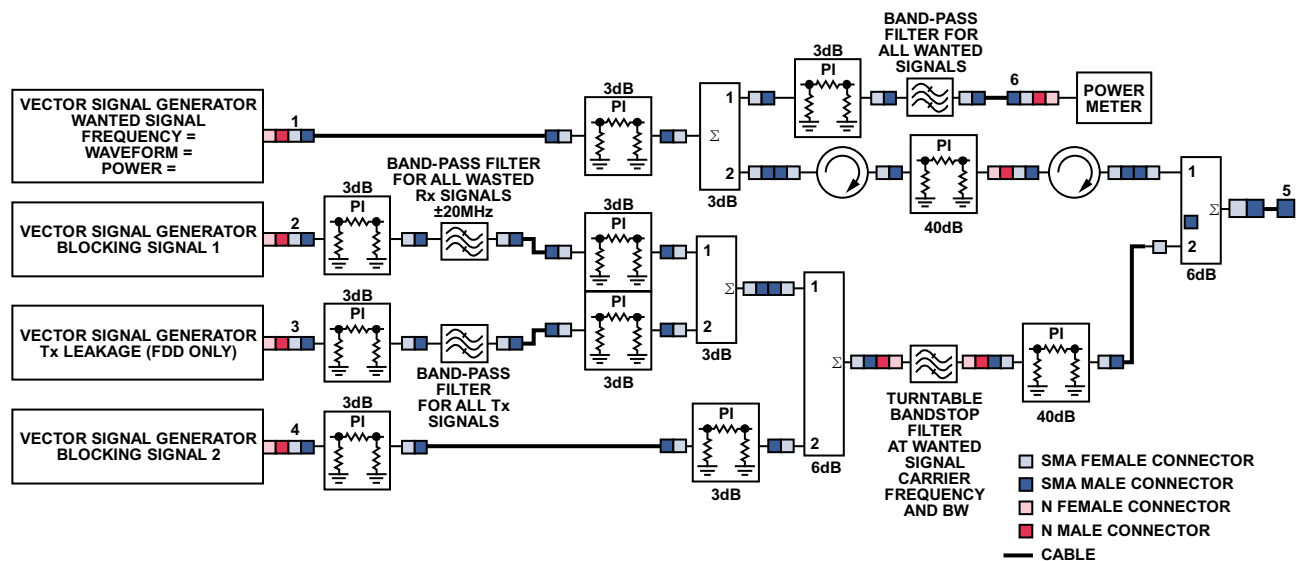 BAND-PASS
FILTER FOR
ALL WANTED
SIGNALS
3dB
PI
6
POWER
METER
VECTOR SIGNAL GENERATOR
WANTED SIGNAL
FREQUENCY =
WAVEFORM =
POWER =
1
3dB
PI
1
Σ
2
3dB
PI
40dB
1
Σ
2
6dB
5
BAND-PASS FILTER
FOR ALL WASTED
Rx SIGNALS
±20MHz
VECTOR SIGNAL GENERATOR
BLOCKING SIGNAL 1
2
3dB
PI
3dB
PI
1
Σ
2
3dB
VECTOR SIGNAL GENERATOR
Tx LEAKAGE (FDD ONLY)
3
3dB
PI
BAND-PASS
FILTER
FOR ALL Tx
SIGNALS
PI
3dB
1
Σ
2
6dB
VECTOR SIGNAL GENERATOR
BLOCKING SIGNAL 2
4
3dB
PI
PI
3dB
TURNTABLE
BANDSTOP
FILTER
AT WANTED
SIGNAL
CARRIER
FREQUENCY
AND BW
PI
40dB
SMA FEMALE CONNECTOR
SMA MALE CONNECTOR
N FEMALE CONNECTOR
N MALE CONNECTOR
CABLE